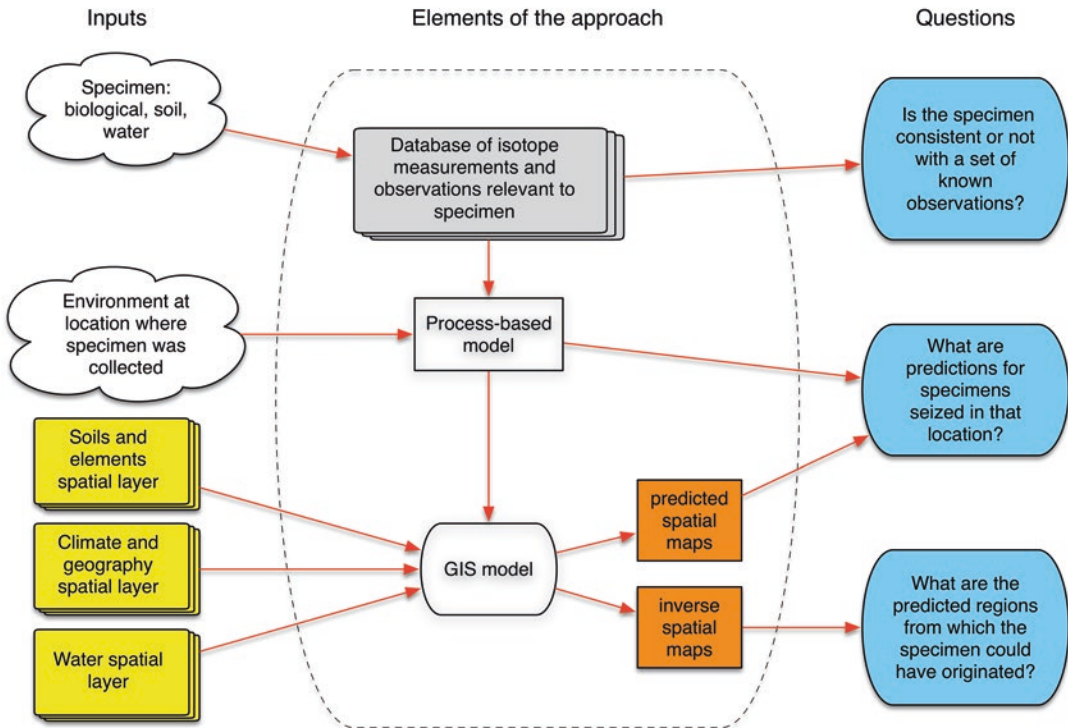 Inputs
Elements of the approach
Questions
Specimen:
biological, soil,
water
Database of isotope
measurements and
observations relevant to
specimen
Is the specimen
consistent or not
with a set of
known
observations?
Environment at
location where
specimen was
collected
Process-based
model
What are
predictions for
specimens
seized in that
location?
Soils and
elements
spatial layer
Climate and
geography
spatial layer
Water spatial
layer
GIS model
predicted
spatial
maps
inverse
spatial
maps
What are the
predicted regions
from which the
specimen could
have originated?